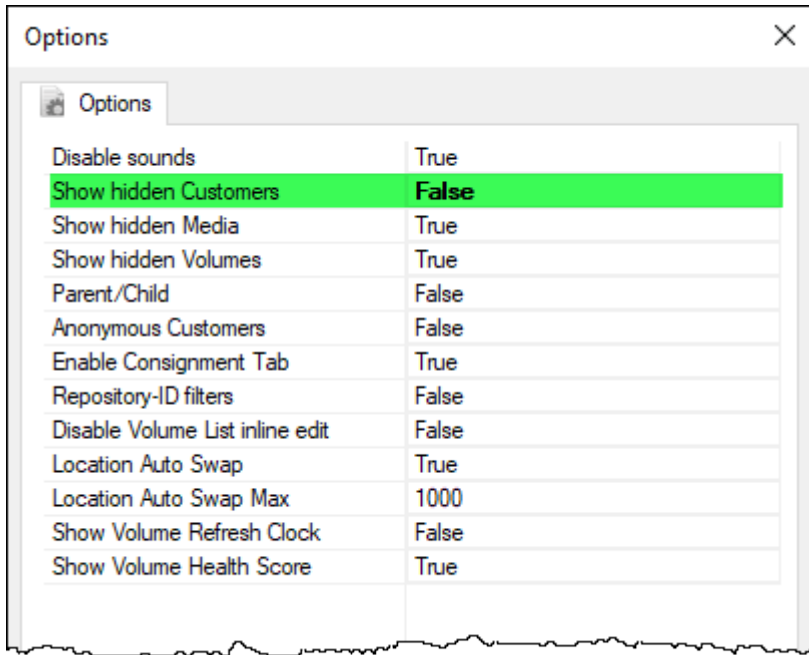 Options
Options
Disable sounds True
Show hidden Customers False
Show hidden Media True
Show hidden Volumes True
Parent/Child False
Anonymous Customers False
Enable Consignment Tab True
Repository-ID filters False
Disable Volume List inline edit False
Location Auto Swap True
Location Auto Swap Max 1000
Show Volume Refresh Clock False
Show Volume Health Score True